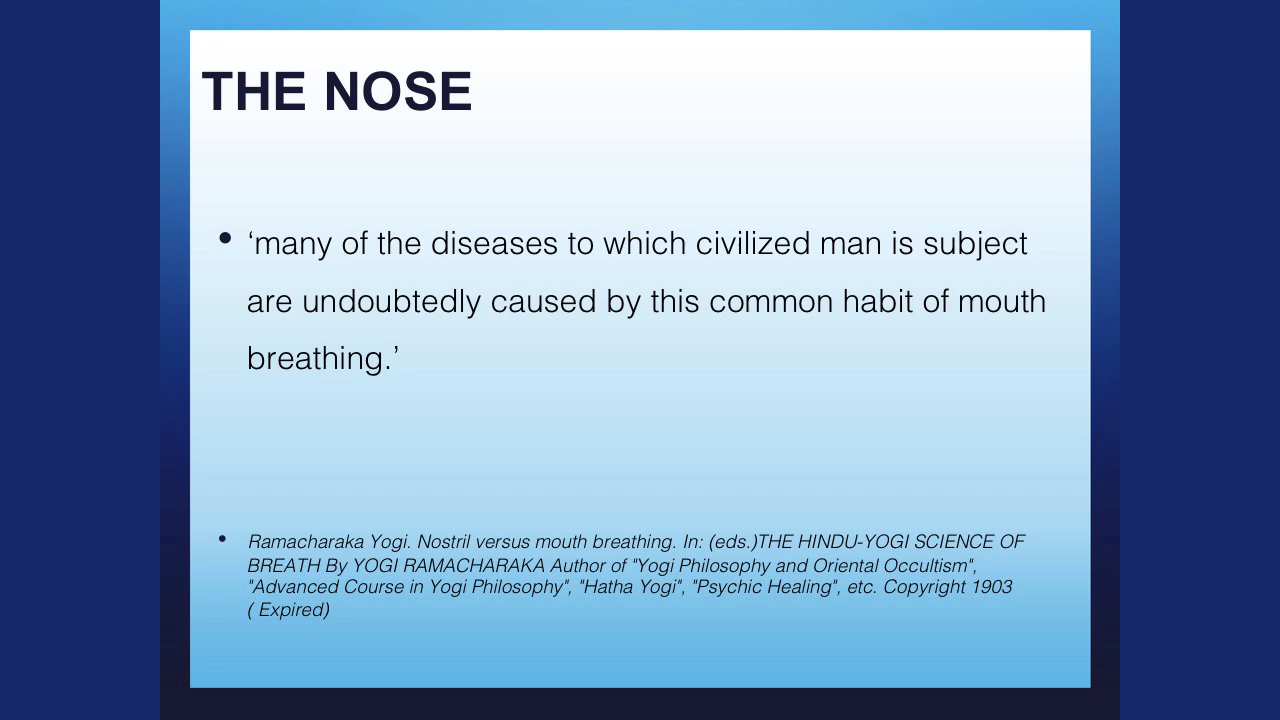 THE NOSE
• ‘many of the diseases to which civilized man is subject
are undoubtedly caused by this common habit of mouth
breathing.’
• Ramacharaka Yogi. Nostril versus mouth breathing. In: (eds.)THE HINDU-YOGI SCIENCE OF
BREATH By YOGI RAMACHARAKA Author of "Yogi Philosophy and Oriental Occultism",
"Advanced Course in Yogi Philosophy", "Hatha Yogi", "Psychic Healing", etc. Copyright 1903
( Expired)